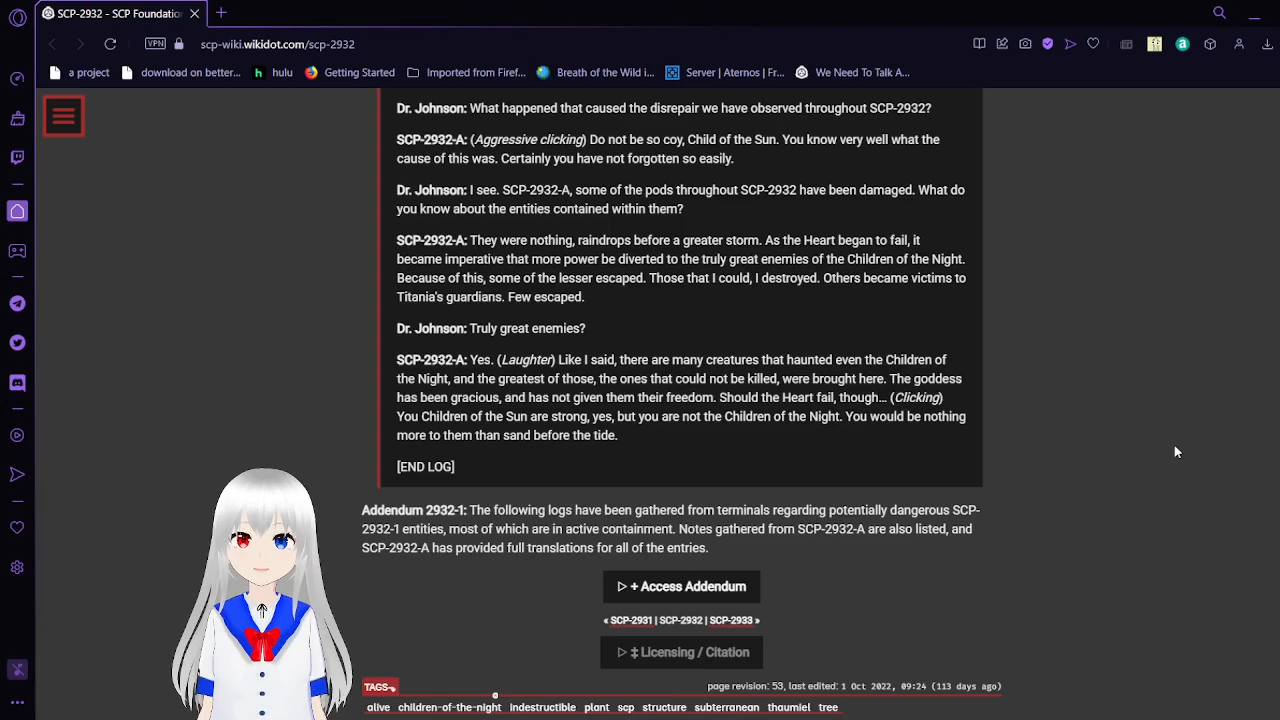 SCP-2932 - SCP Foundation
VPN scp-wiki.wikidot.com/scp-2932
a project download on better... hulu Getting Started Imported from Firef... Breath of the Wild i... Server | Aternos | Fr... We Need To Talk A...
Dr. Johnson: What happened that caused the disrepair we have observed throughout SCP-2932?
SCP-2932-A: (Aggressive clicking) Do not be so coy, Child of the Sun. You know very well what the
cause of this was. Certainly you have not forgotten so easily.
Dr. Johnson: I see. SCP-2932-A, some of the pods throughout SCP-2932 have been damaged. What do
you know about the entities contained within them?
SCP-2932-A: They were nothing, raindrops before a greater storm. As the Heart began to fail, it
became imperative that more power be diverted to the truly great enemies of the Children of the Night.
Because of this, some of the lesser escaped. Those that I could, I destroyed. Others became victims to
Titania's guardians. Few escaped.
Dr. Johnson: Truly great enemies?
SCP-2932-A: Yes. (Laughter) Like I said, there are many creatures that haunted even the Children of
the Night, and the greatest of those, the ones that could not be killed, were brought here. The goddess
has been gracious, and has not given them their freedom. Should the Heart fail, though... (Clicking)
You Children of the Sun are strong, yes, but you are not the Children of the Night. You would be nothing
more to them than sand before the tide.
[END LOG]
Addendum 2932-1: The following logs have been gathered from terminals regarding potentially dangerous SCP-
2932-1 entities, most of which are in active containment. Notes gathered from SCP-2932-A are also listed, and
SCP-2932-A has provided full translations for all of the entries.
▷ + Access Addendum
« SCP-2931 | SCP-2932 | SCP-2933 »
▷ ‡ Licensing / Citation
TAGS page revision: 53, last edited: 1 Oct 2022, 09:24 (113 days ago)
alive children-of-the-night indestructible plant scp structure subterranean thaumiel tree